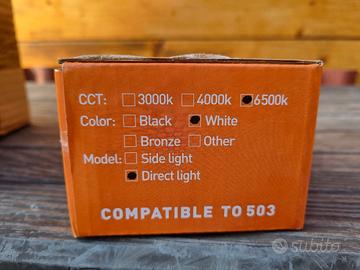 CCT: 3000k 4000k 6500k
Color: Black White
Bronze Other
Model: Side light
Direct light
COMPATIBLE TO 503
subito